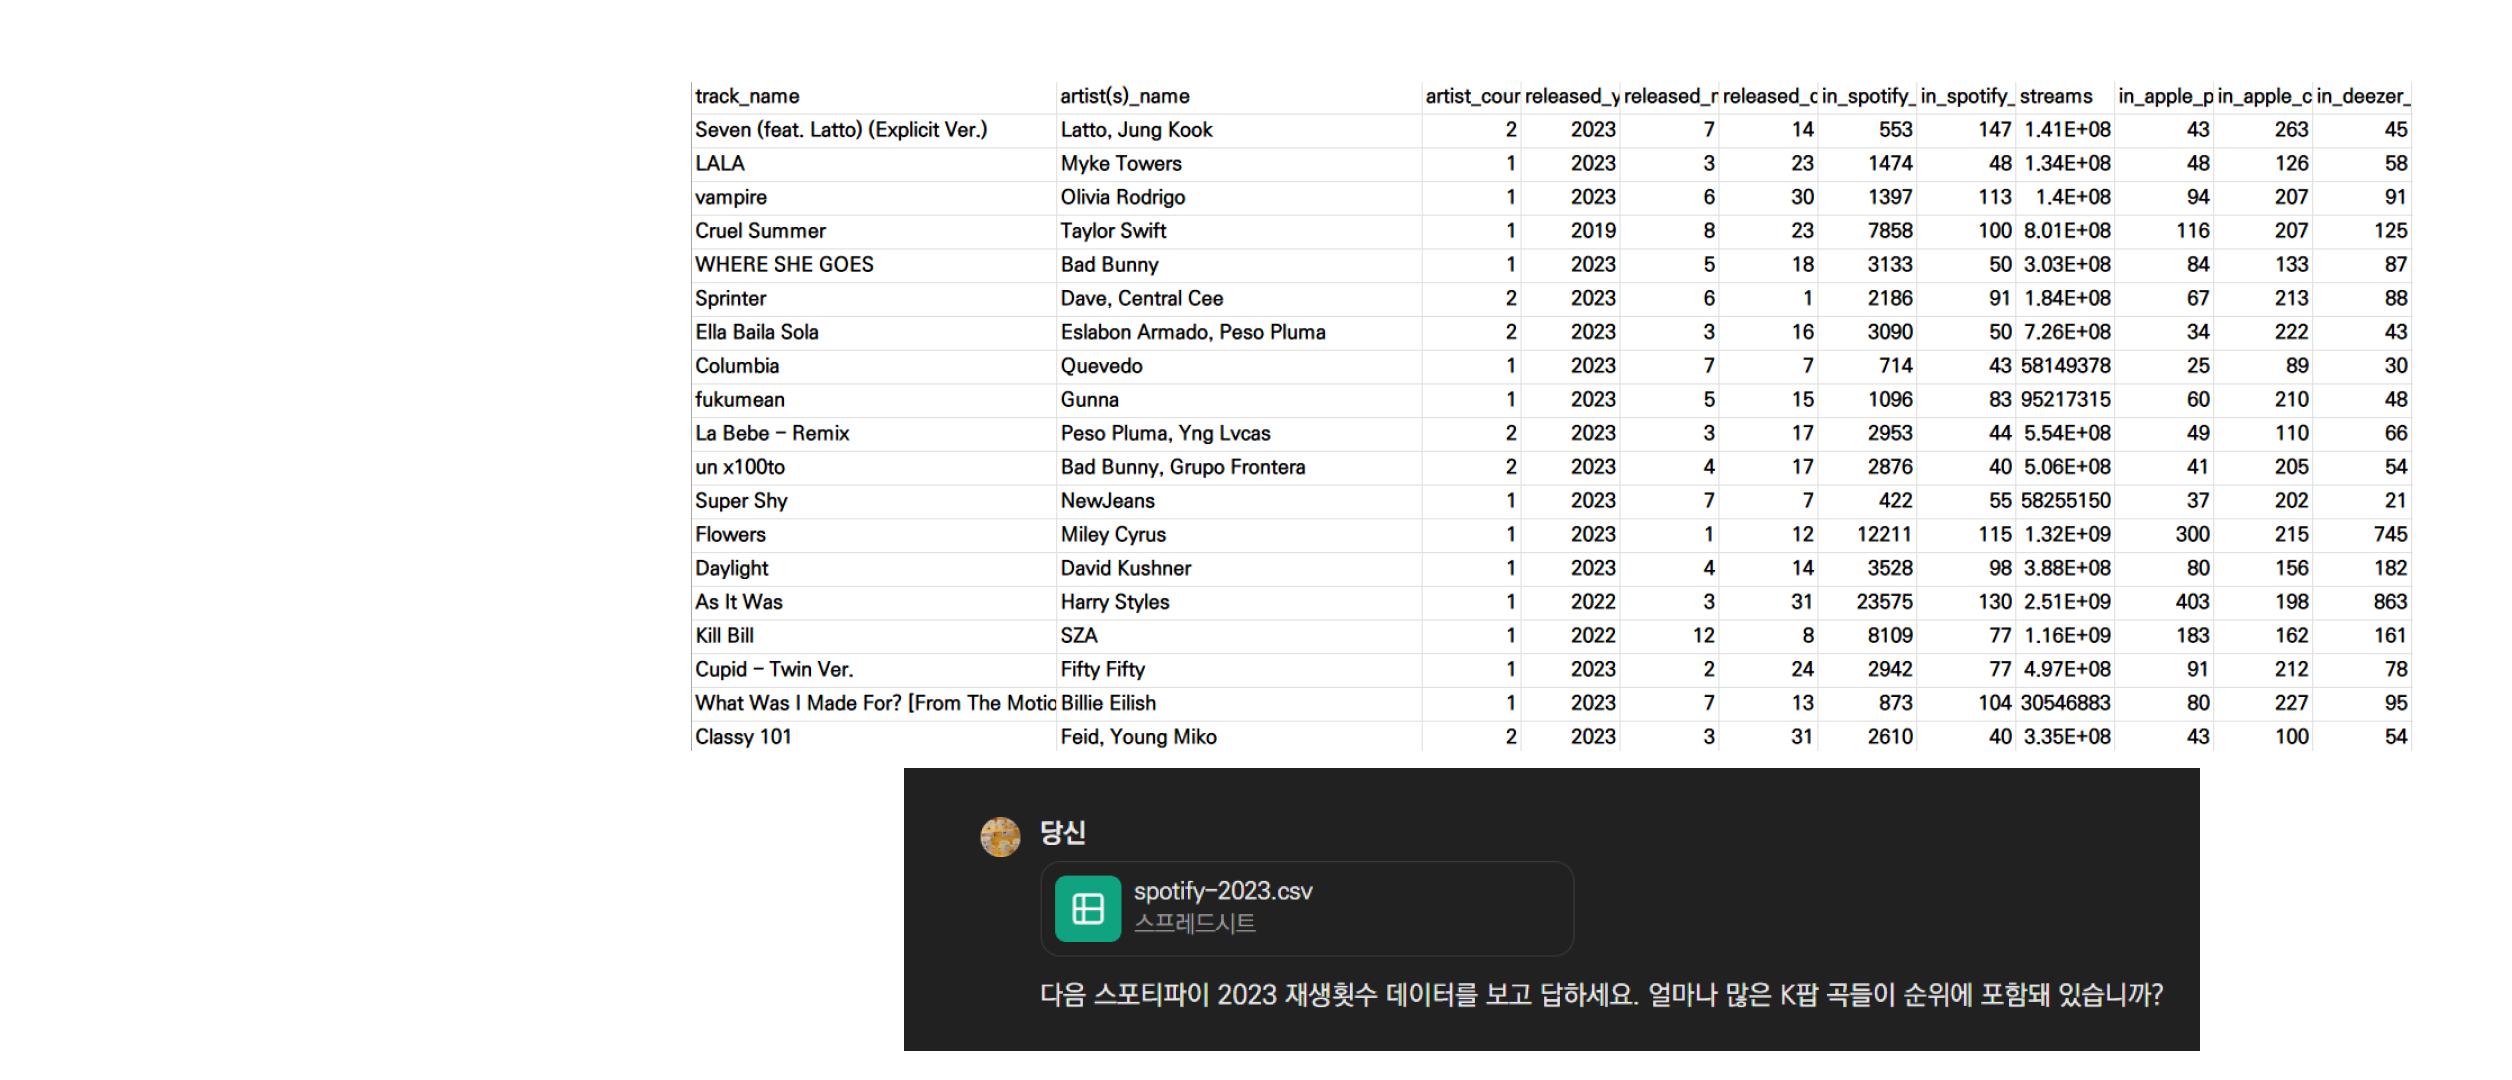 track_name artist(s)_name artist_cour released_y released_r released_c in_spotify_ in_spotify_ streams in_apple_p in_apple_c in_deezer_
Seven (feat. Latto) (Explicit Ver.) Latto, Jung Kook 2 2023 7 14 553 147 1.41E+08 43 263 45
LALA Myke Towers 1 2023 3 23 1474 48 1.34E+08 48 126 58
vampire Olivia Rodrigo 1 2023 6 30 1397 113 1.4E+08 94 207 91
Cruel Summer Taylor Swift 1 2019 8 23 7858 100 8.01E+08 116 207 125
WHERE SHE GOES Bad Bunny 1 2023 5 18 3133 50 3.03E+08 84 133 87
Sprinter Dave, Central Cee 2 2023 6 1 2186 91 1.84E+08 67 213 88
Ella Baila Sola Eslabon Armado, Peso Pluma 2 2023 3 16 3090 50 7.26E+08 34 222 43
Columbia Quevedo 1 2023 7 7 714 43 58149378 25 89 30
fukumean Gunna 1 2023 5 15 1096 83 95217315 60 210 48
La Bebe - Remix Peso Pluma, Yng Lvcas 2 2023 3 17 2953 44 5.54E+08 49 110 66
un x100to Bad Bunny, Grupo Frontera 2 2023 4 17 2876 40 5.06E+08 41 205 54
Super Shy NewJeans 1 2023 7 7 422 55 58255150 37 202 21
Flowers Miley Cyrus 1 2023 1 12 12211 115 1.32E+09 300 215 745
Daylight David Kushner 1 2023 4 14 3528 98 3.88E+08 80 156 182
As It Was Harry Styles 1 2022 3 31 23575 130 2.51E+09 403 198 863
Kill Bill SZA 1 2022 12 8 8109 77 1.16E+09 183 162 161
Cupid - Twin Ver. Fifty Fifty 1 2023 2 24 2942 77 4.97E+08 91 212 78
What Was I Made For? [From The Motio Billie Eilish 1 2023 7 13 873 104 30546883 80 227 95
Classy 101 Feid, Young Miko 2 2023 3 31 2610 40 3.35E+08 43 100 54
당신
spotify-2023.csv
스프레드시트
다음 스포티파이 2023 재생횟수 데이터를 보고 답하세요. 얼마나 많은 K팝 곡들이 순위에 포함돼 있습니까?